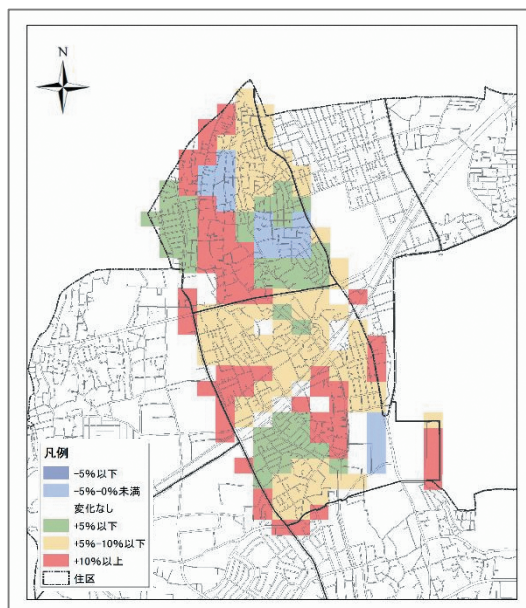 N
凡例
-5%以下
-5%-0%未満
変化なし
+5%以下
+5%-10%以下
+10%以上
住区